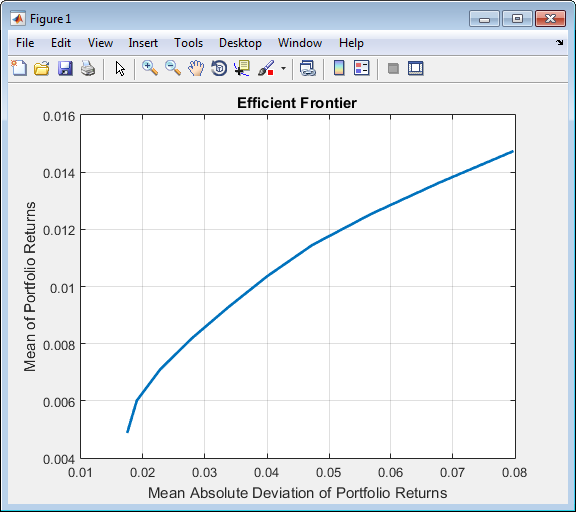 Figure 1
File Edit View Insert Tools Desktop Window Help
Efficient Frontier
0.016
0.014
0.012
0.01
0.008
0.006
0.004
Mean of Portfolio Returns
0.01 0.02 0.03 0.04 0.05 0.06 0.07 0.08
Mean Absolute Deviation of Portfolio Returns